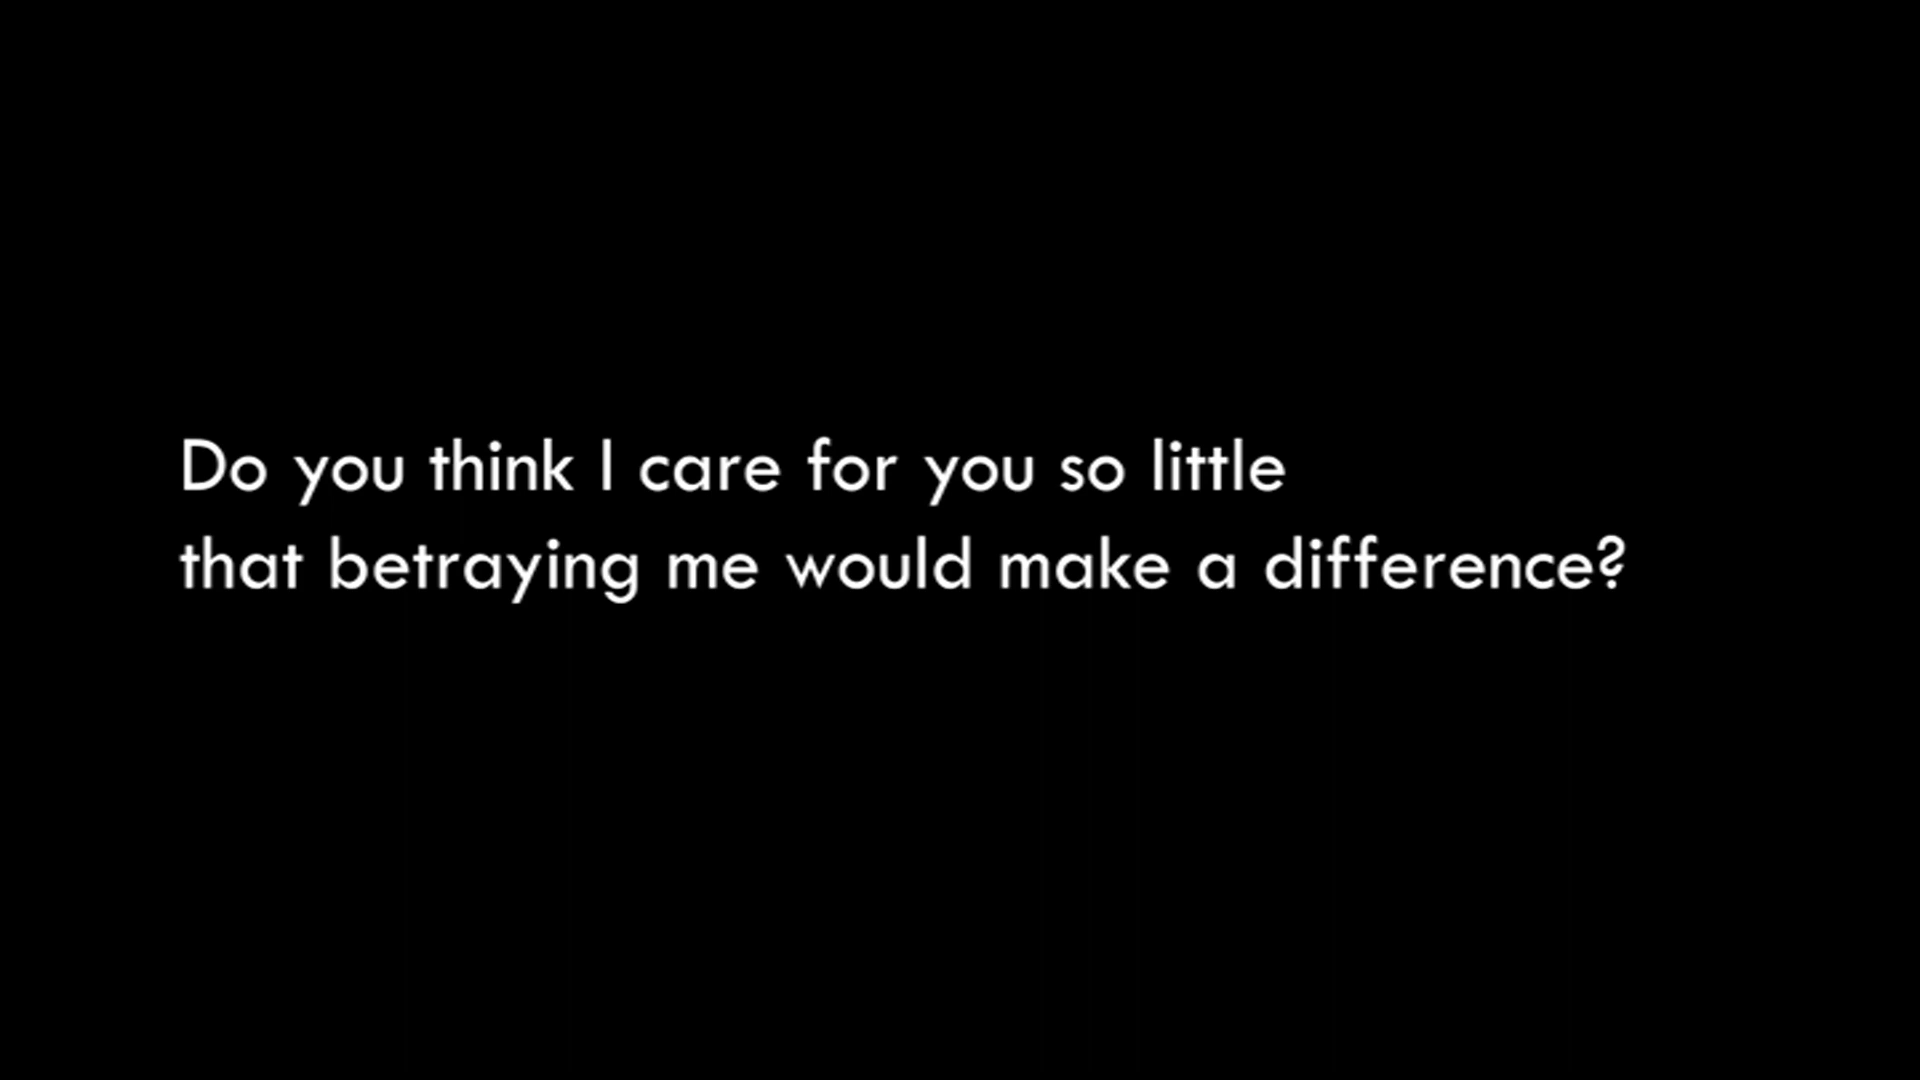 Do you think I care for you so little
that betraying me would make a difference?